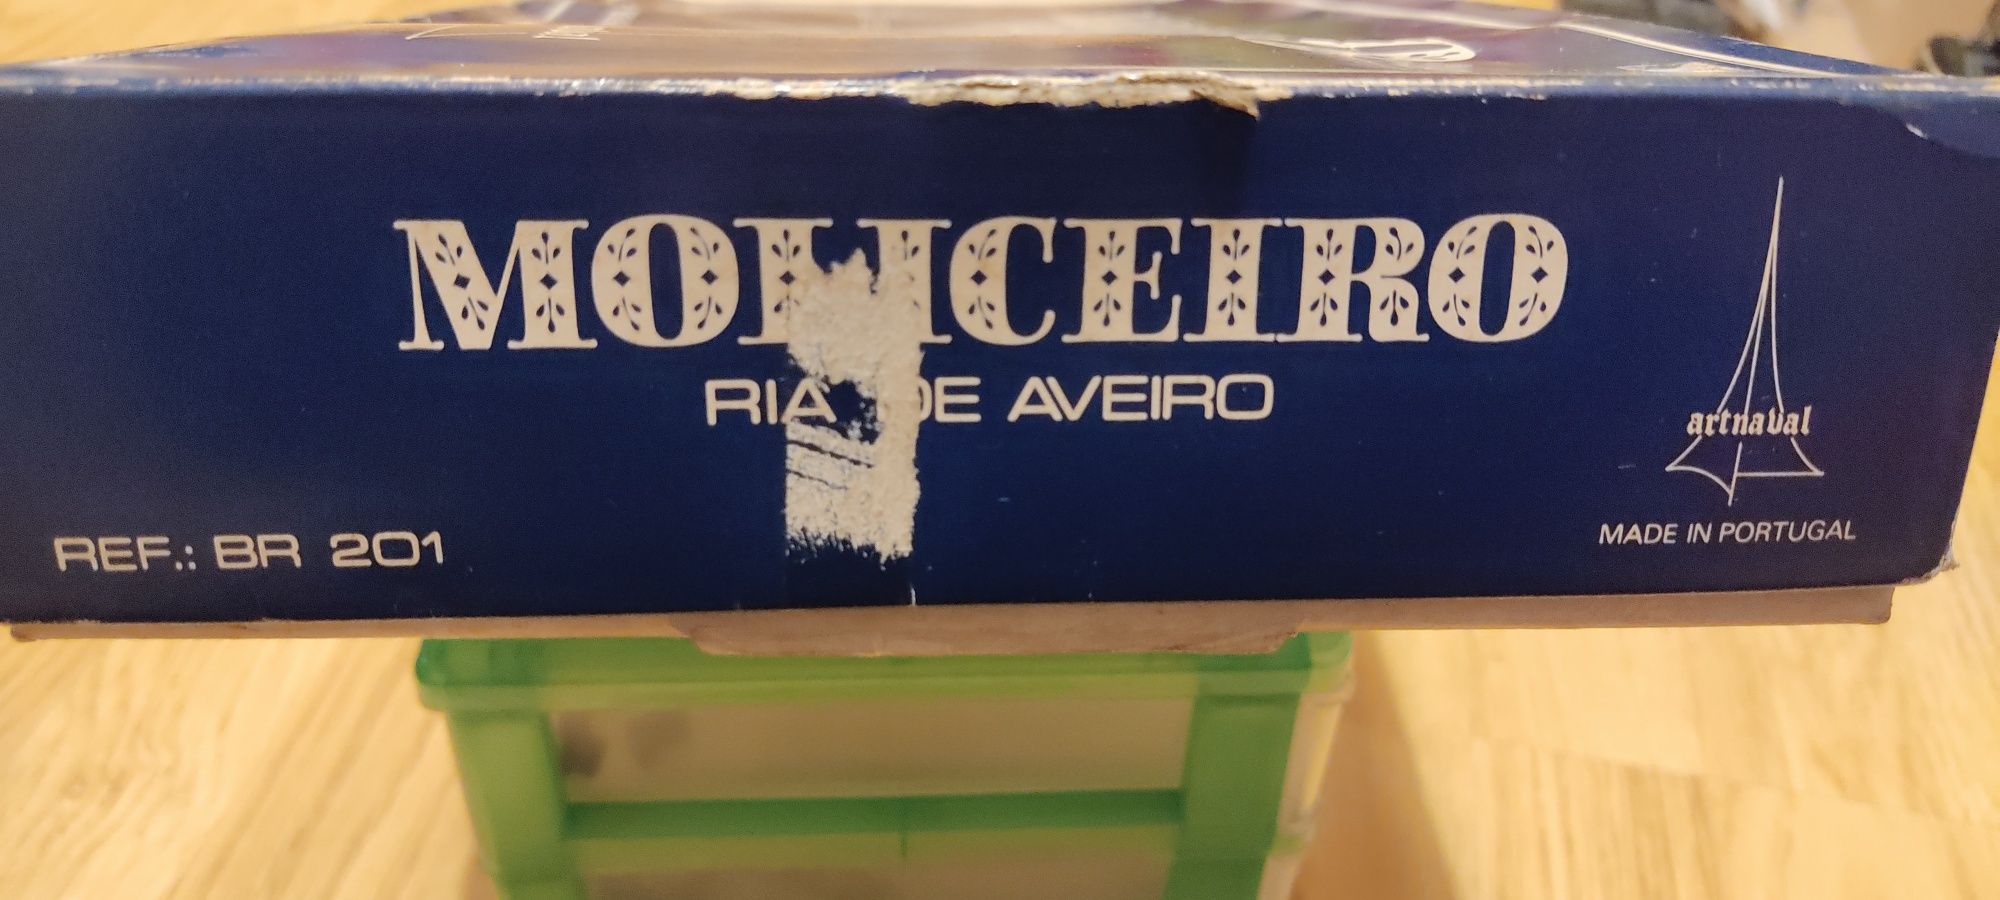 MOLICEIRO
RIA DE AVEIRO
REF.: BR 201
artnaval
MADE IN PORTUGAL